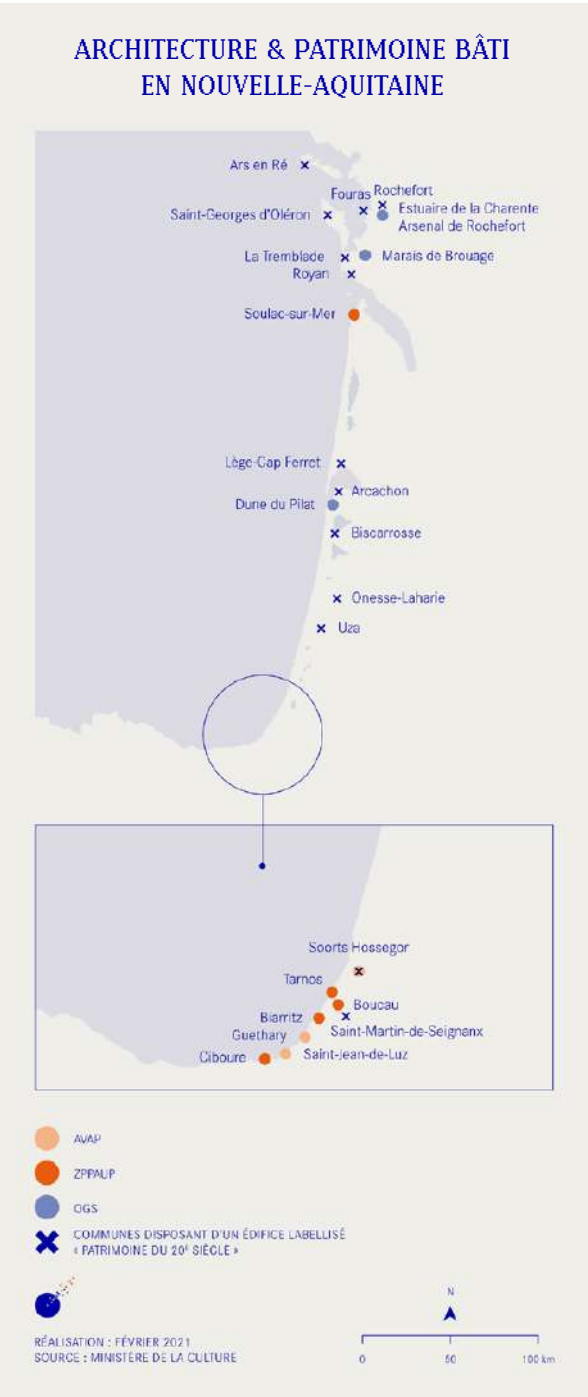 ARCHITECTURE & PATRIMOINE BÂTI
EN NOUVELLE-AQUITAINE
Ars en Ré
Fouras
Rochefort
Saint-Georges d'Oléron
Estuaire de la Charente
Arsenal de Rochefort
La Tremblade
Marais de Brouage
Royan
Soulac-sur-Mer
Lège-Cap Ferret
Arcachon
Dune du Pilat
Biscarrosse
Onesse-Laharie
Uza
Soorts Hossegor
Tarnos
Boucau
Biarritz
Saint-Martin-de-Seignanx
Guethary
Saint-Jean-de-Luz
Ciboure
AVAP
ZPPAUP
OGS
COMMUNES DISPOSANT D'UN ÉDIFICE LABELLISÉ
« PATRIMOINE DU 20E SIÈCLE »
RÉALISATION : FÉVRIER 2021
SOURCE : MINISTÈRE DE LA CULTURE
N
0 50 100 km